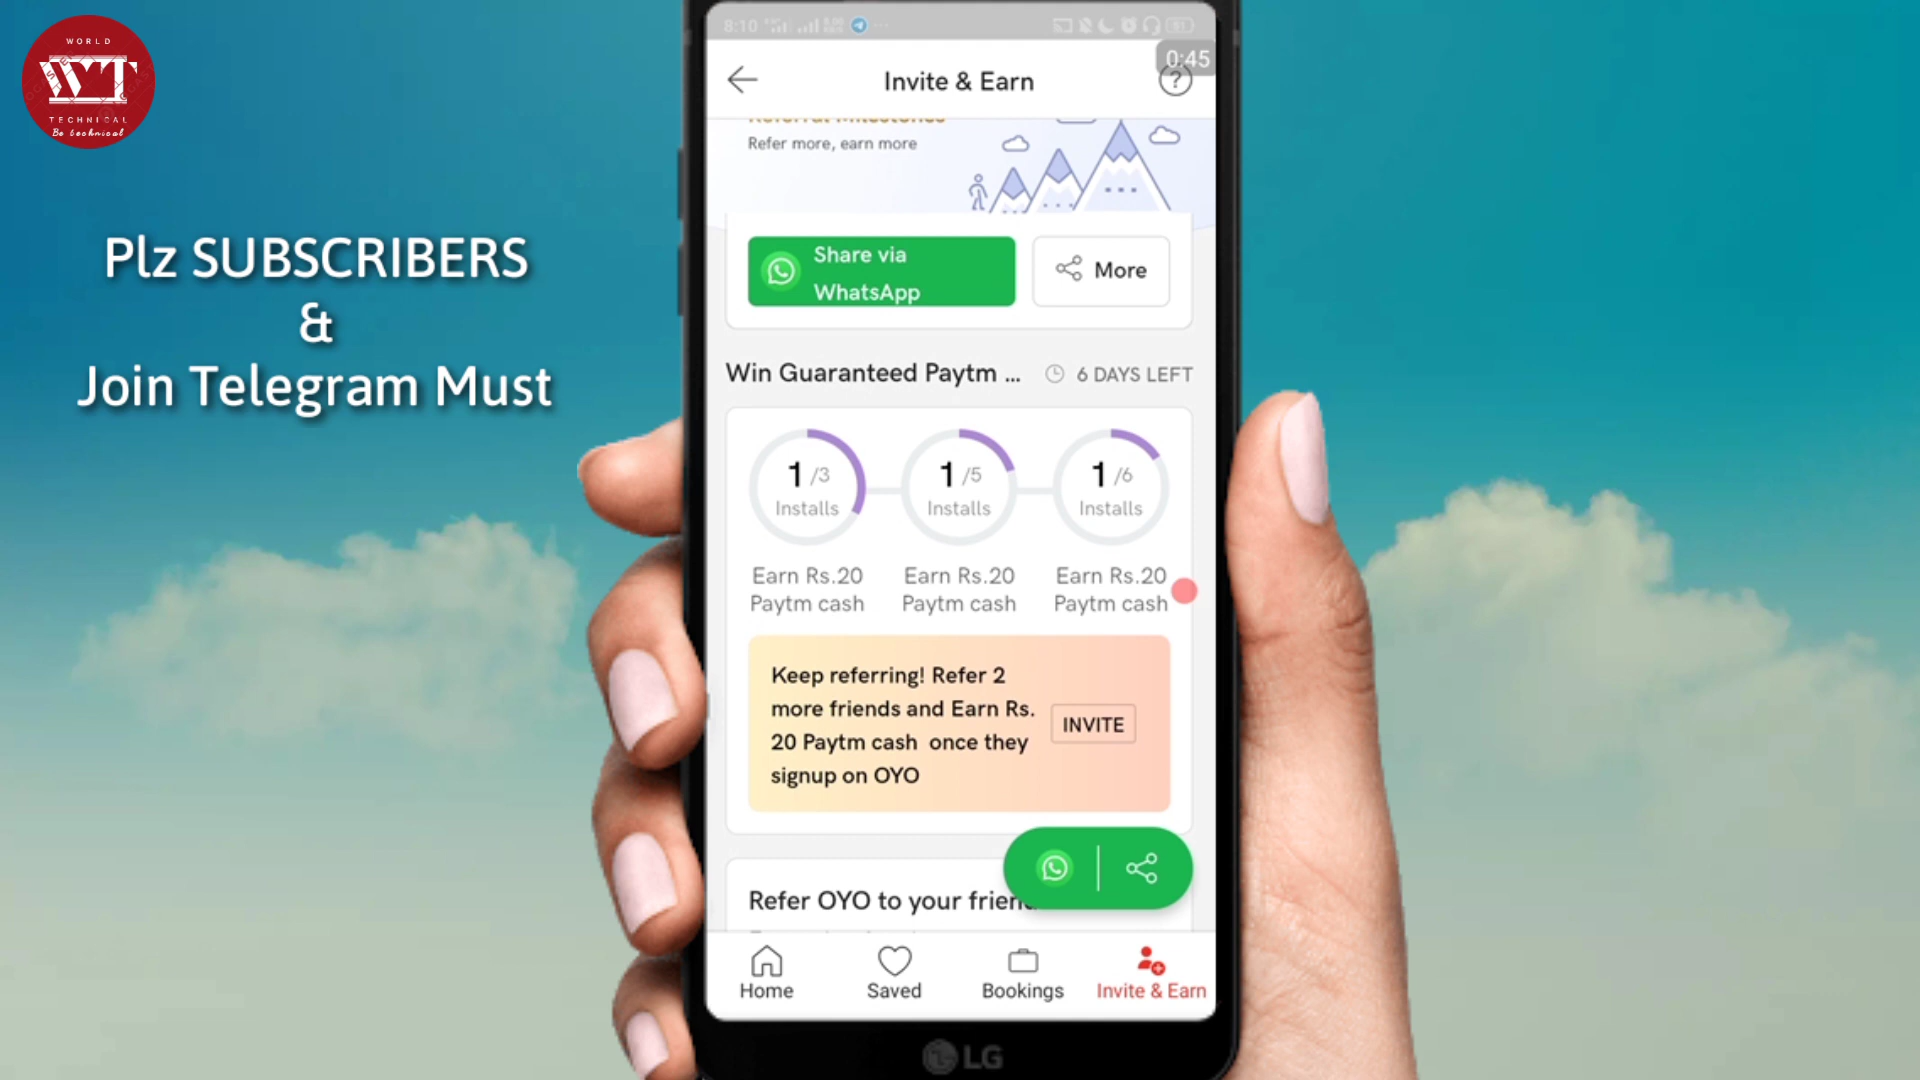 WORLD
WT
TECHNICAL
Be technical
Plz SUBSCRIBERS
&
Join Telegram Must
8:10
0:45
Invite & Earn
?
Referral Milestones
Refer more, earn more
Share via
WhatsApp
More
Win Guaranteed Paytm ...
6 DAYS LEFT
1 /3
Installs
1 /5
Installs
1 /6
Installs
Earn Rs.20
Paytm cash
Earn Rs.20
Paytm cash
Earn Rs.20
Paytm cash
Keep referring! Refer 2
more friends and Earn Rs.
20 Paytm cash once they
signup on OYO
INVITE
Refer OYO to your frien
Home
Saved
Bookings
Invite & Earn
LG